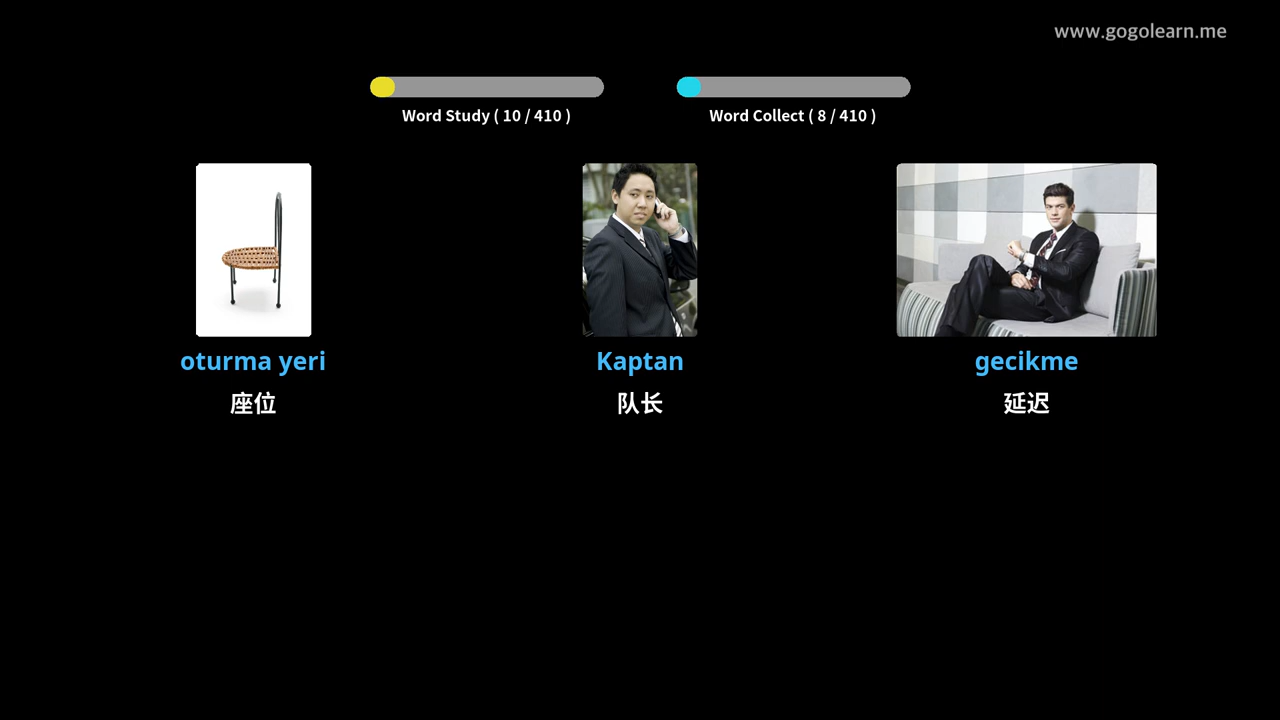 www.gogolearn.me
Word Study ( 10 / 410 )
Word Collect ( 8 / 410 )
oturma yeri
Kaptan
gecikme
座位
队长
延迟